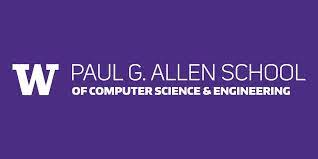 W PAUL G. ALLEN SCHOOL
OF COMPUTER SCIENCE & ENGINEERING